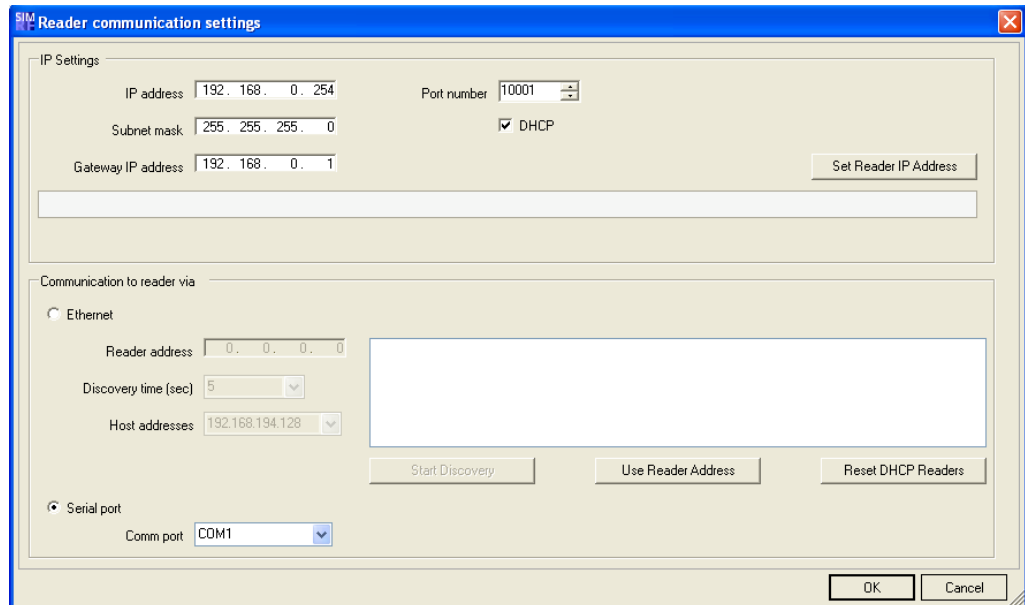 SIM Reader communication settings
IP Settings
IP address 192. 168. 0. 254 Port number 10001
Subnet mask 255. 255. 255. 0 DHCP
Gateway IP address 192. 168. 0. 1 Set Reader IP Address
Communication to reader via
Ethernet
Reader address 0. 0. 0. 0
Discovery time (sec) 5
Host addresses 192.168.194.128
Start Discovery Use Reader Address Reset DHCP Readers
Serial port
Comm port COM1
OK Cancel